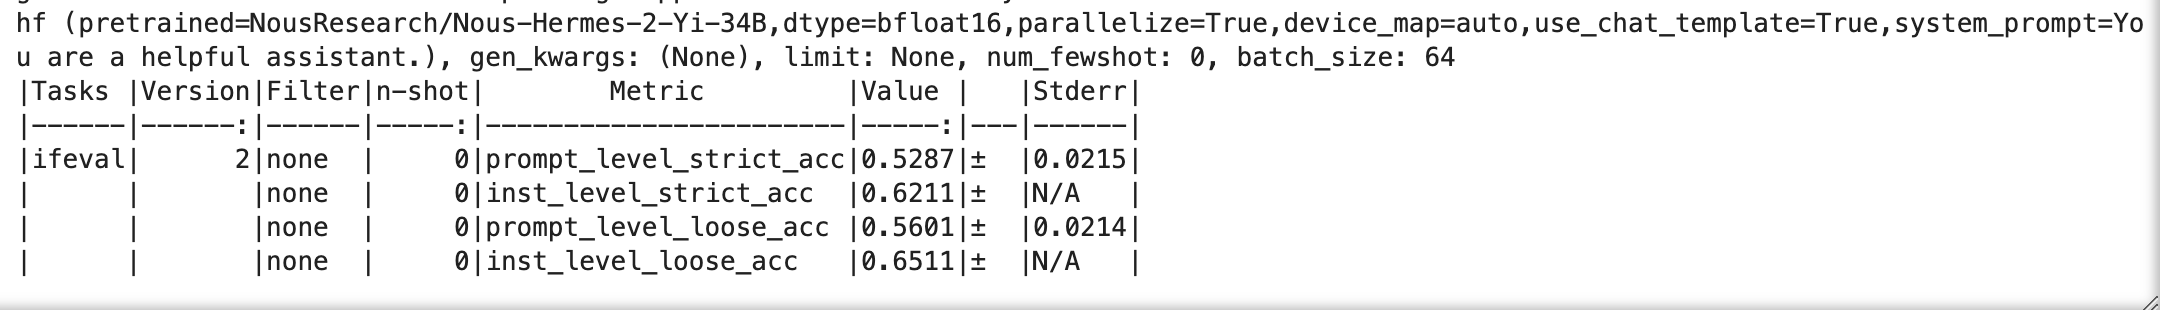 hf (pretrained=NousResearch/Nous-Hermes-2-Yi-34B,dtype=bfloat16,parallelize=True,device_map=auto,use_chat_template=True,system_prompt=Yo
u are a helpful assistant.), gen_kwargs: (None), limit: None, num_fewshot: 0, batch_size: 64
|Tasks |Version|Filter|n-shot|        Metric         |Value |   |Stderr|
|------|------:|------|-----:|-----------------------|-----:|---|------|
|ifeval|      2|none  |     0|prompt_level_strict_acc|0.5287|±  |0.0215|
|      |       |none  |     0|inst_level_strict_acc  |0.6211|±  |N/A   |
|      |       |none  |     0|prompt_level_loose_acc |0.5601|±  |0.0214|
|      |       |none  |     0|inst_level_loose_acc   |0.6511|±  |N/A   |